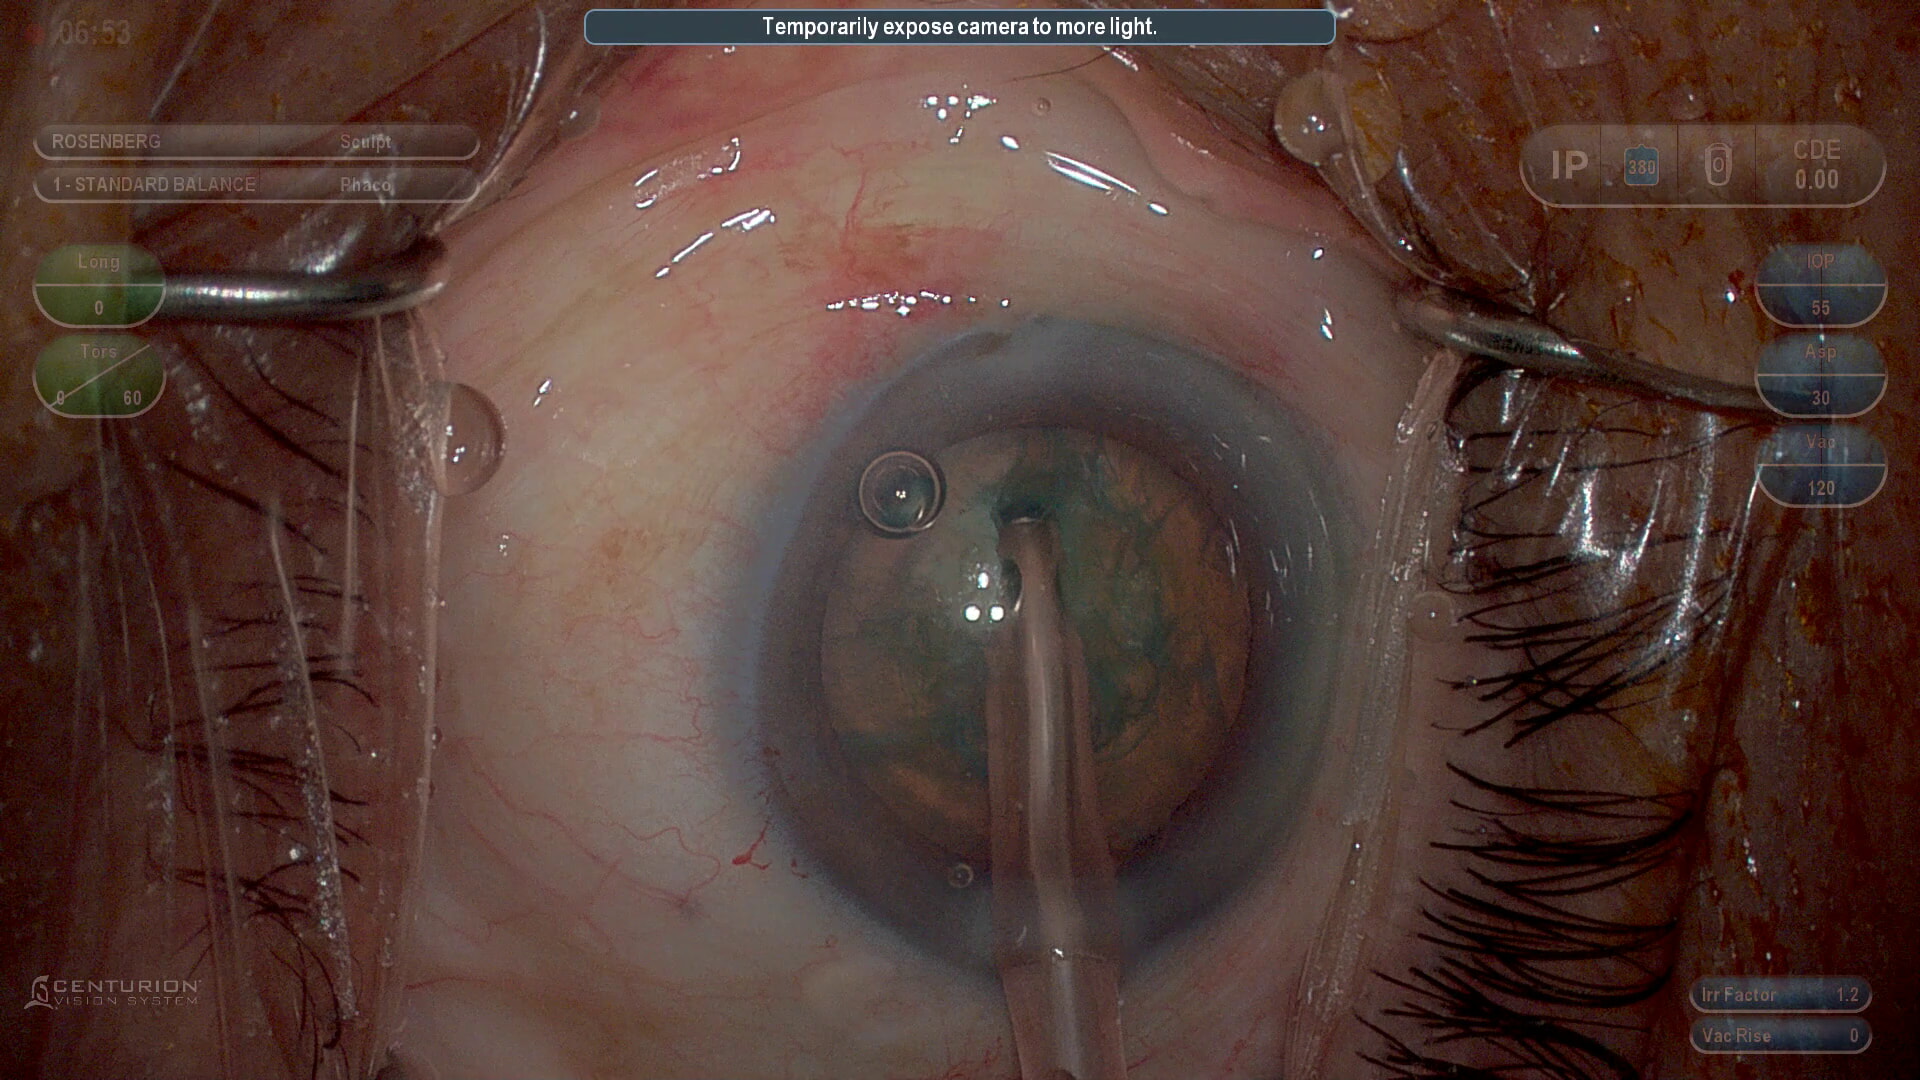 Temporarily expose camera to more light.
06:53
ROSENBERG Sculpt
1 - STANDARD BALANCE Phaco
IP 380 0 CDE 0.00
Long
0
Tors
0 60
IOP
55
Asp
30
Vac
120
CENTURION
VISION SYSTEM
Irr Factor 1.2
Vac Rise 0